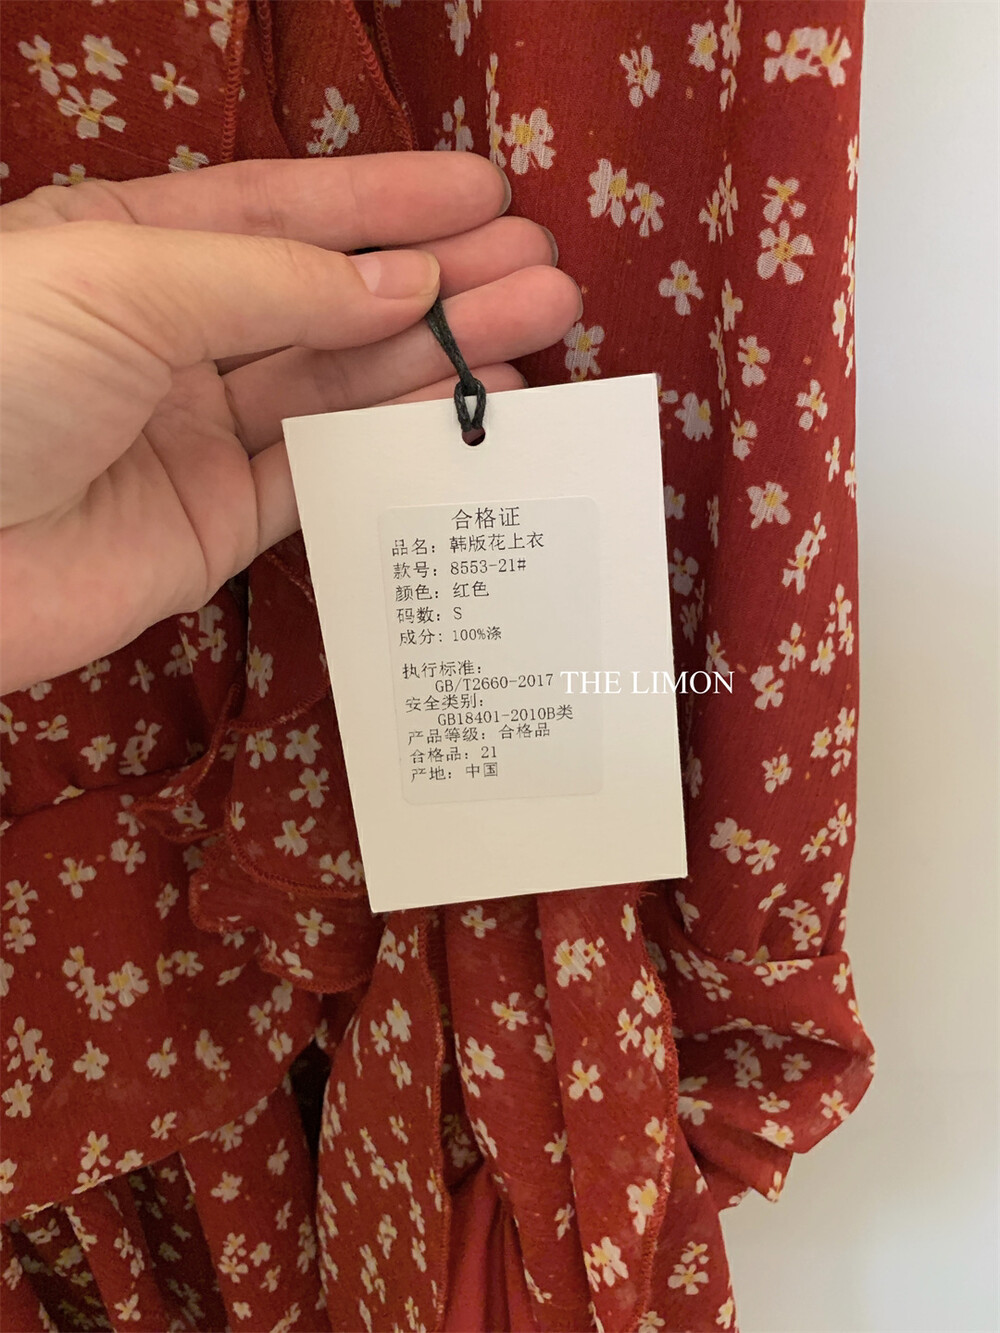 合格证
品名：韩版花上衣
款号：8553-21#
颜色：红色
码数：S
成分：100%涤
执行标准：
GB/T2660-2017
THE LIMON
安全类别：
GB18401-2010B类
产品等级：合格品
合格品：21
产地：中国